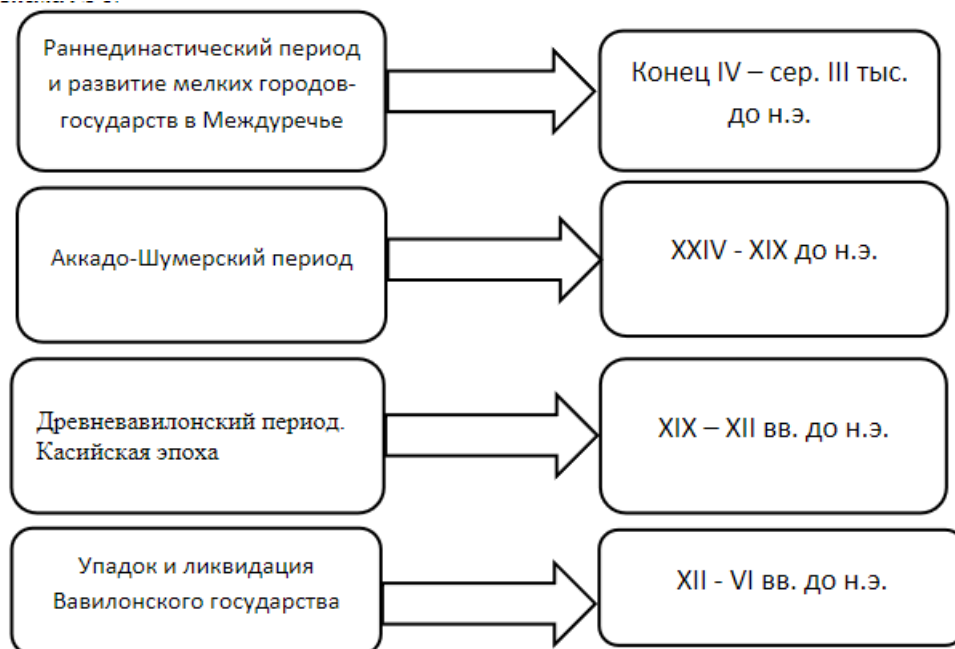 Раннединастический период
и развитие мелких городов-
государств в Междуречье
Конец IV – сер. III тыс.
до н.э.
Аккадо-Шумерский период
XXIV - XIX до н.э.
Древневавилонский период.
Касийская эпоха
XIX – XII вв. до н.э.
Упадок и ликвидация
Вавилонского государства
XII - VI вв. до н.э.